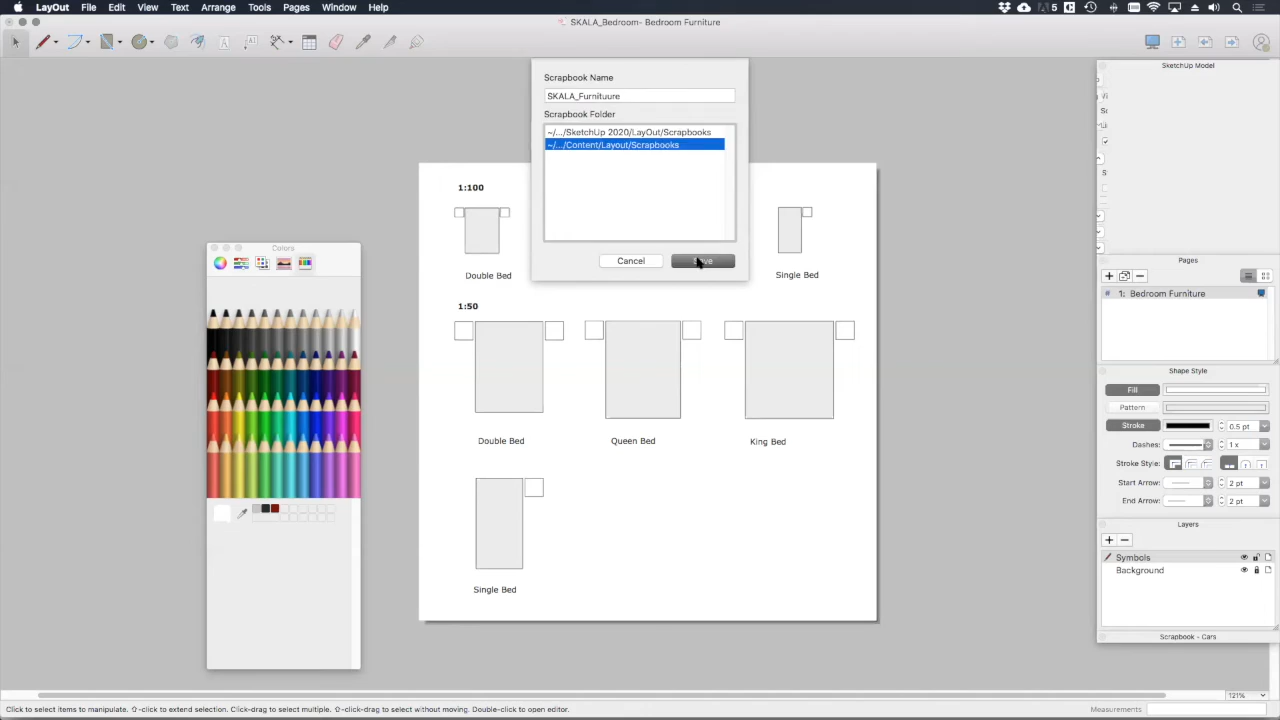 LayOut File Edit View Text Arrange Tools Pages Window Help
SKALA_Bedroom- Bedroom Furniture
Scrapbook Name
SKALA_Furnituure
Scrapbook Folder
~/.../SketchUp 2020/LayOut/Scrapbooks
~/.../Content/Layout/Scrapbooks
Cancel
1:100
Double Bed
Single Bed
1:50
Double Bed
Queen Bed
King Bed
Single Bed
Colors
SketchUp Model
Pages
1: Bedroom Furniture
Shape Style
Fill
Pattern
Stroke
0.5 pt
Dashes:
1 x
Stroke Style:
Start Arrow:
2 pt
End Arrow:
2 pt
Layers
Symbols
Background
Scrapbook - Cars
121%
Click to select items to manipulate. ⇧-click to extend selection. Click-drag to select multiple. ⇧-click-drag to select without moving. Double-click to open editor.
Measurements